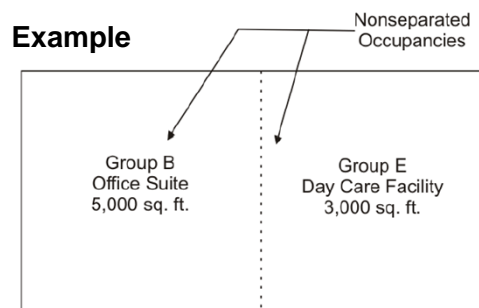 Example
Nonseparated
Occupancies
Group B
Office Suite
5,000 sq. ft.
Group E
Day Care Facility
3,000 sq. ft.